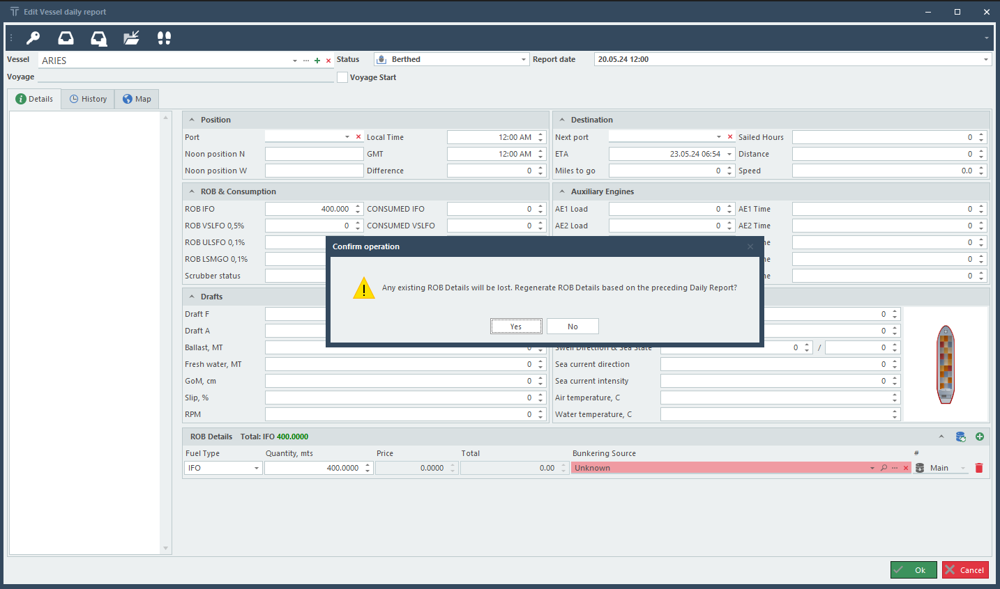 Edit Vessel daily report
Vessel ARIES Status Berthed Report date 20.05.24 12:00
Voyage Voyage Start
Details History Map
Position Destination
Port Local Time 12:00 AM Next port Sailed Hours 0
Noon position N GMT 12:00 AM ETA 23.05.24 06:54 Distance 0
Noon position W Difference 0 Miles to go 0 Speed 0.0
ROB & Consumption Auxiliary Engines
ROB IFO 400.000 CONSUMED IFO 0 AE1 Load 0 AE1 Time 0
ROB VSLFO 0,5% 0 CONSUMED VSLFO 0 AE2 Load 0 AE2 Time 0
ROB ULSFO 0,1% me 0
ROB LSMGO 0,1% me 0
Scrubber status me 0
Confirm operation
Any existing ROB Details will be lost. Regenerate ROB Details based on the preceding Daily Report?
Yes No
Drafts
Draft F 0
Draft A 0
Ballast, MT 0 Swell Direction & Sea State 0 / 0
Fresh water, MT 0 Sea current direction 0
GoM, cm 0 Sea current intensity 0
Slip, % 0 Air temperature, C
RPM 0 Water temperature, C
ROB Details Total: IFO 400.0000
Fuel Type Quantity, mts Price Total Bunkering Source #
IFO 400.0000 0.0000 0.00 Unknown Main
Ok Cancel